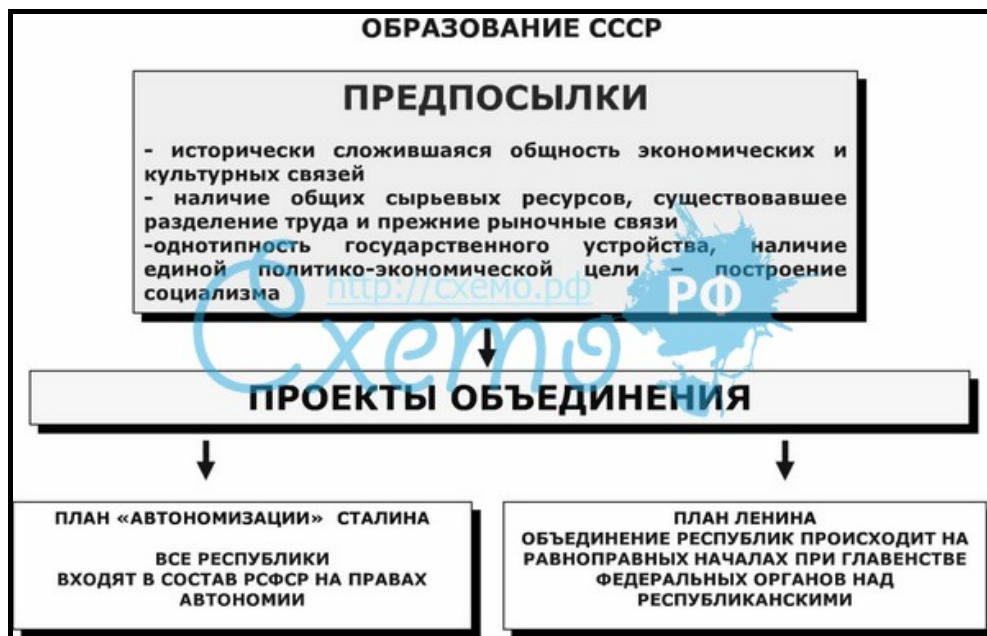 ОБРАЗОВАНИЕ СССР
ПРЕДПОСЫЛКИ
- исторически сложившаяся общность экономических и
культурных связей
- наличие общих сырьевых ресурсов, существовавшее
разделение труда и прежние рыночные связи
-однотипность государственного устройства, наличие
единой политико-экономической цели – построение
социализма
http://схемо.рф
Схемо РФ
ПРОЕКТЫ ОБЪЕДИНЕНИЯ
ПЛАН «АВТОНОМИЗАЦИИ» СТАЛИНА
ВСЕ РЕСПУБЛИКИ
ВХОДЯТ В СОСТАВ РСФСР НА ПРАВАХ
АВТОНОМИИ
ПЛАН ЛЕНИНА
ОБЪЕДИНЕНИЕ РЕСПУБЛИК ПРОИСХОДИТ НА
РАВНОПРАВНЫХ НАЧАЛАХ ПРИ ГЛАВЕНСТВЕ
ФЕДЕРАЛЬНЫХ ОРГАНОВ НАД
РЕСПУБЛИКАНСКИМИ